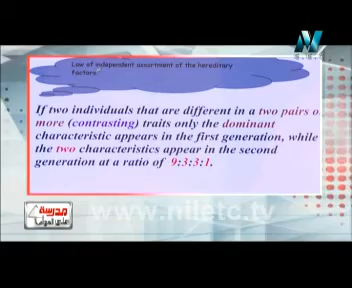 Law of independent assortment of the hereditary
factors
If two individuals that are different in a two pairs o
more (contrasting) traits only the dominant
characteristic appears in the first generation, while
the two characteristics appear in the second
generation at a ratio of 9:3:3:1.
www.niletc.tv
مدرسة
على الهواء